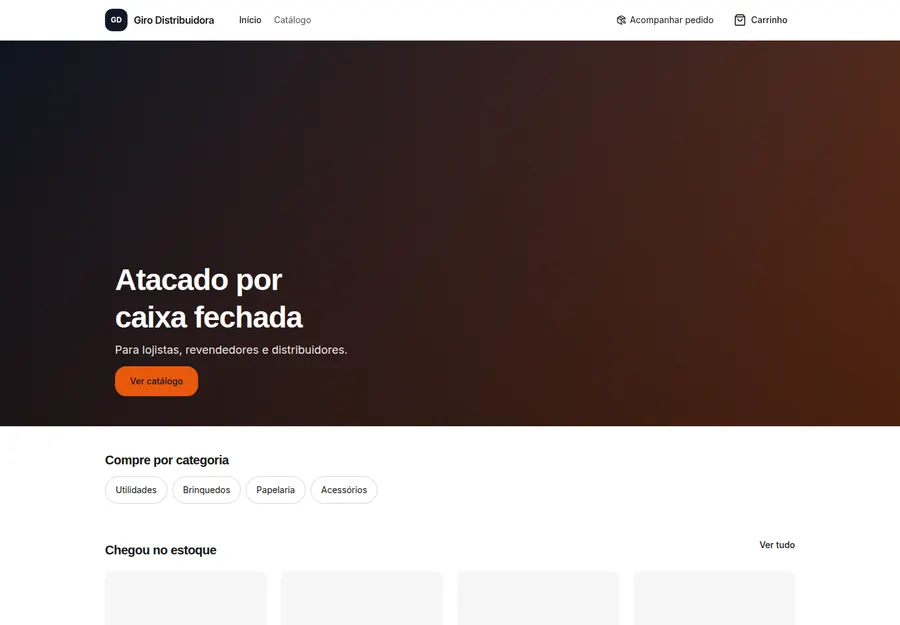 GD
Giro Distribuidora
Início
Catálogo
Acompanhar pedido
Carrinho
Atacado por
caixa fechada
Para lojistas, revendedores e distribuidores.
Ver catálogo
Compre por categoria
Utilidades
Brinquedos
Papelaria
Acessórios
Chegou no estoque
Ver tudo